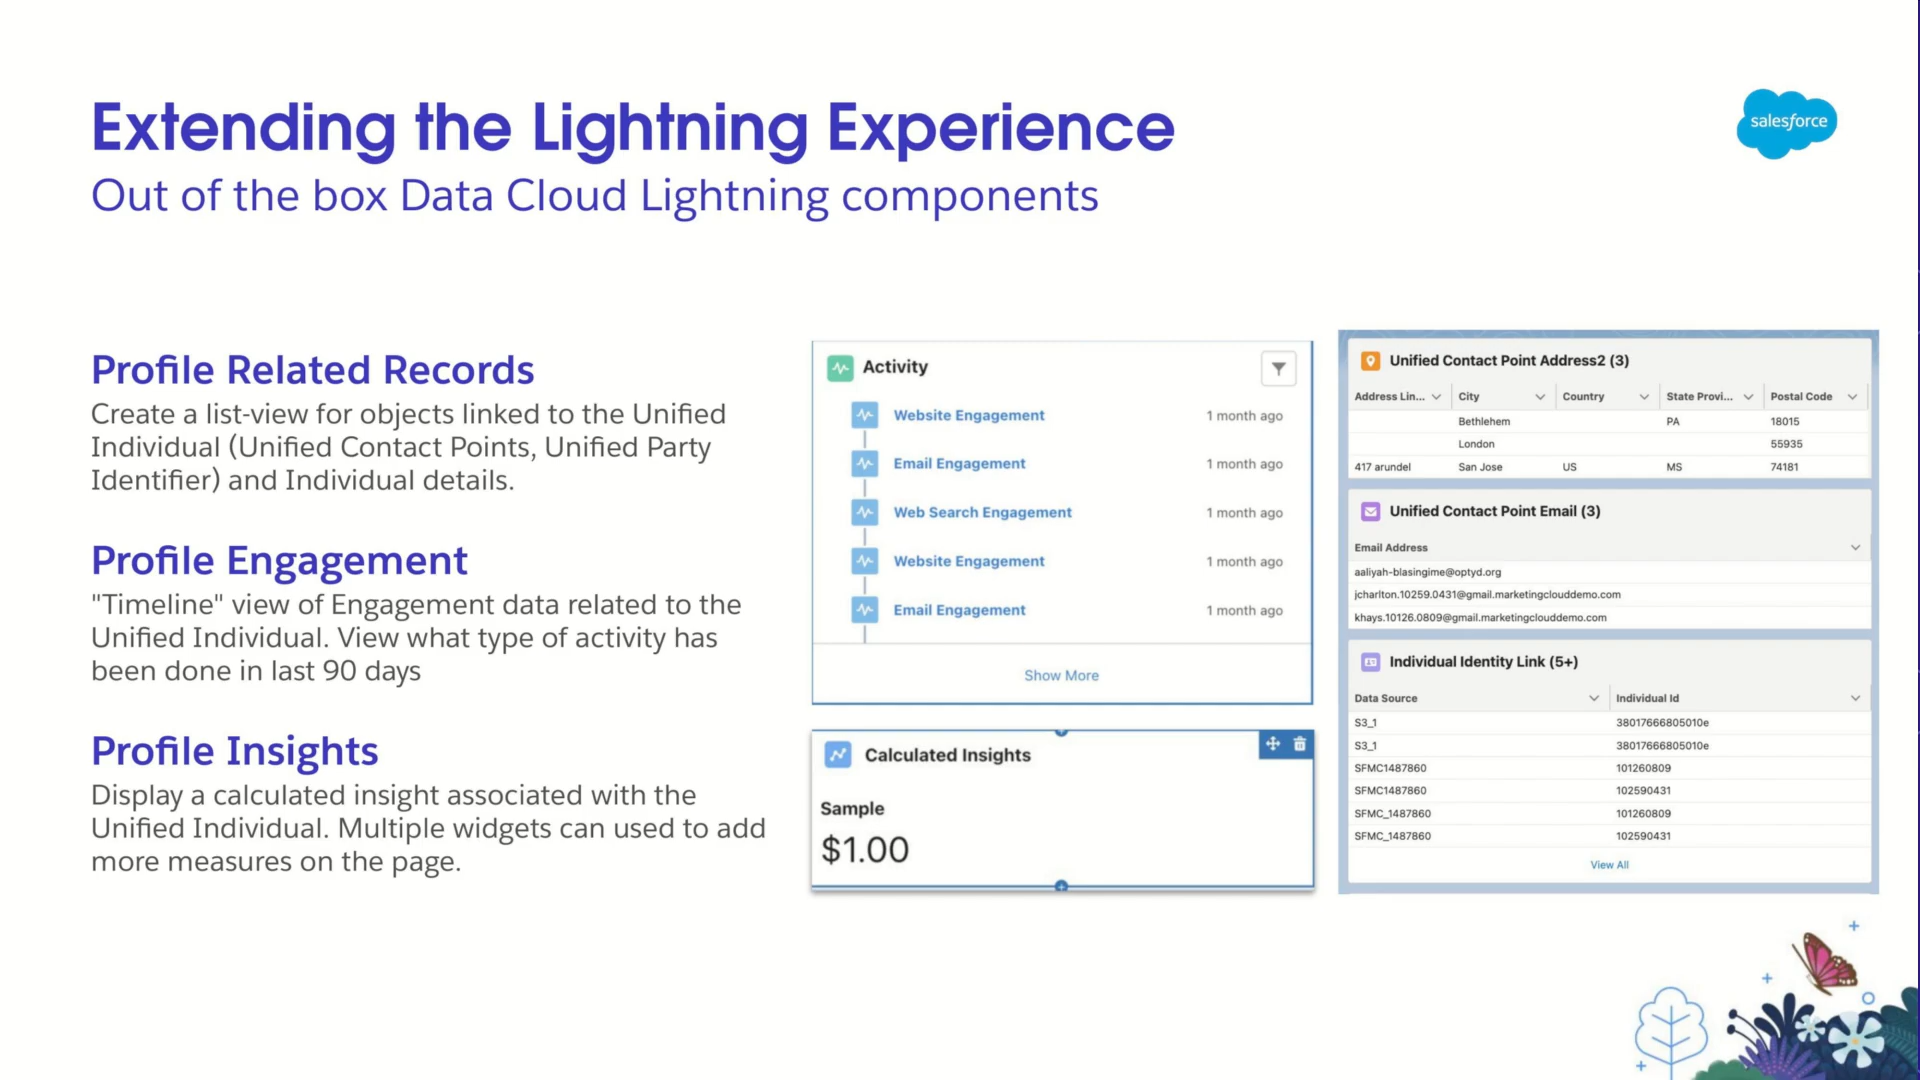 Extending the Lightning Experience
Out of the box Data Cloud Lightning components
salesforce
Profile Related Records
Create a list-view for objects linked to the Unified
Individual (Unified Contact Points, Unified Party
Identifier) and Individual details.
Profile Engagement
"Timeline" view of Engagement data related to the
Unified Individual. View what type of activity has
been done in last 90 days
Profile Insights
Display a calculated insight associated with the
Unified Individual. Multiple widgets can used to add
more measures on the page.
Activity
Website Engagement 1 month ago
Email Engagement 1 month ago
Web Search Engagement 1 month ago
Website Engagement 1 month ago
Email Engagement 1 month ago
Show More
Calculated Insights
Sample
$1.00
Unified Contact Point Address2 (3)
Address Lin... City Country State Provi... Postal Code
Bethlehem PA 18015
London 55935
417 arundel San Jose US MS 74181
Unified Contact Point Email (3)
Email Address
aaliyah-blasingime@optyd.org
jcharlton.10259.0431@gmail.marketingclouddemo.com
khays.10126.0809@gmail.marketingclouddemo.com
Individual Identity Link (5+)
Data Source Individual Id
S3_1 38017666805010e
S3_1 38017666805010e
SFMC1487860 101260809
SFMC1487860 102590431
SFMC_1487860 101260809
SFMC_1487860 102590431
View All